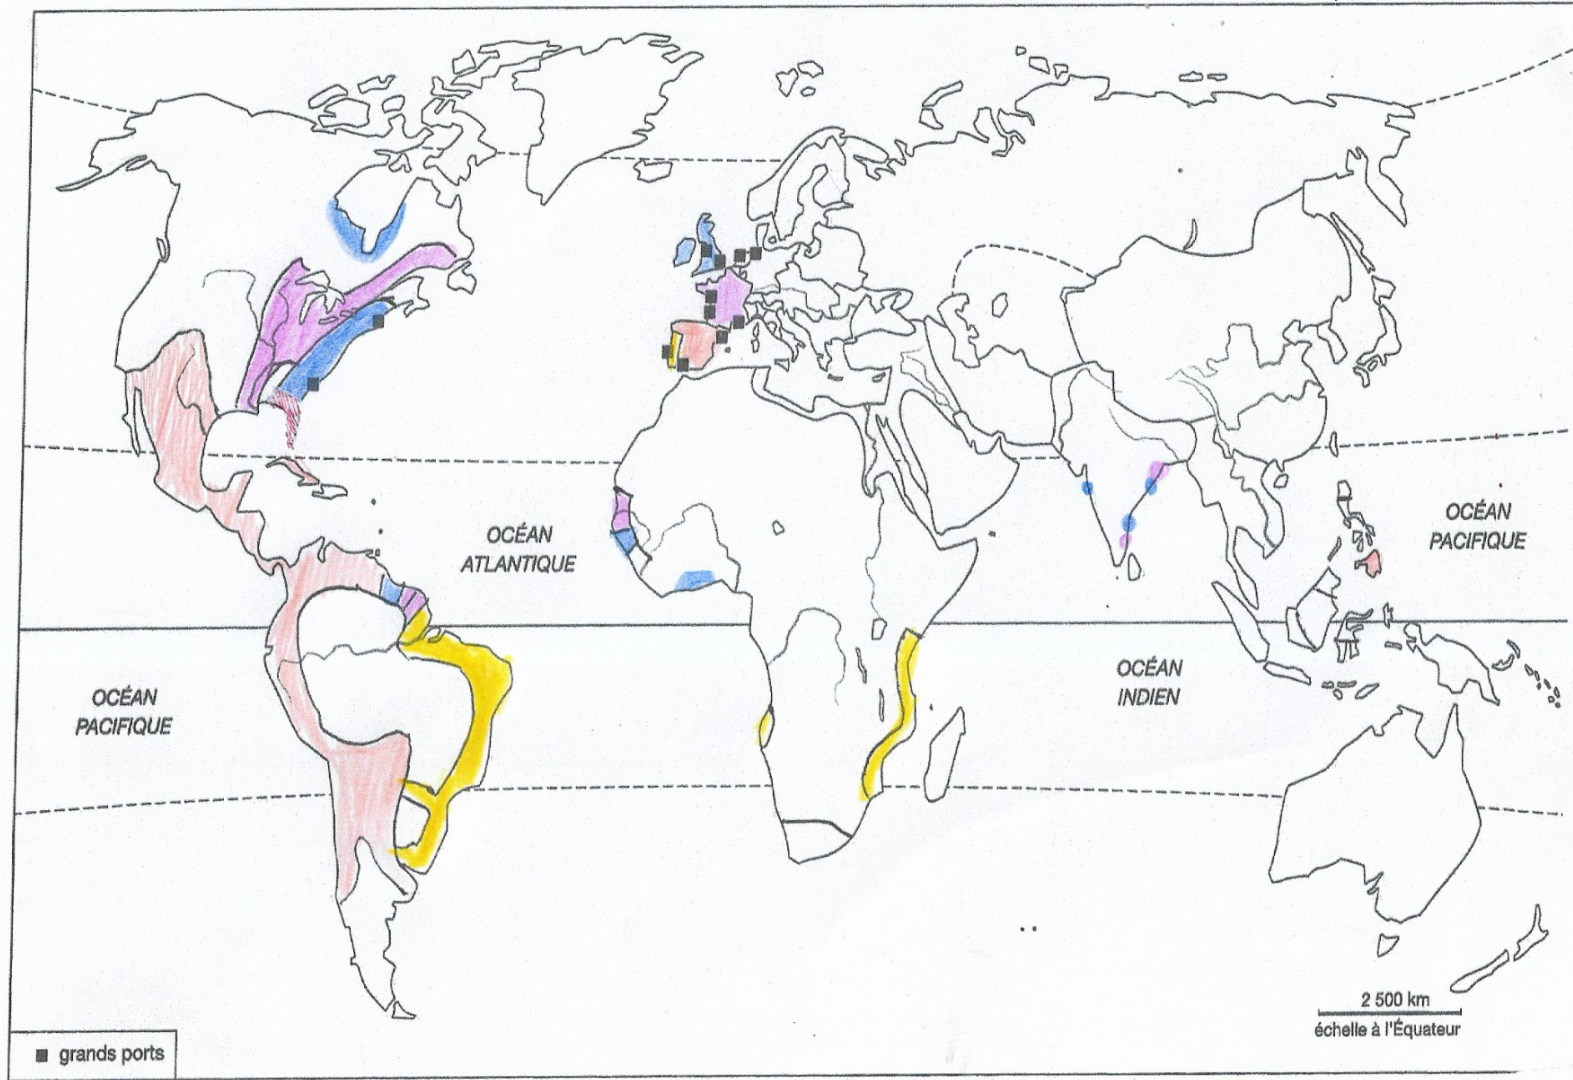 OCÉAN
ATLANTIQUE
OCÉAN
PACIFIQUE
OCÉAN
PACIFIQUE
OCÉAN
INDIEN
2 500 km
échelle à l'Équateur
grands ports